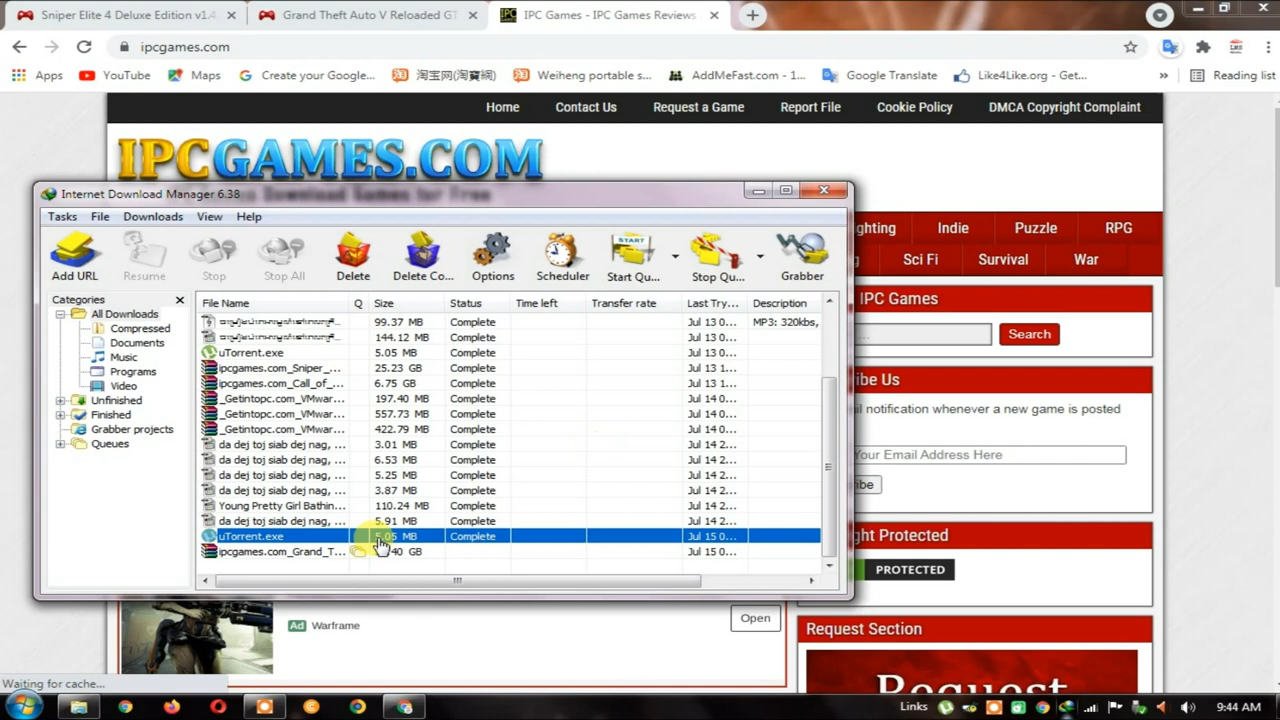 Sniper Elite 4 Deluxe Edition v1.4
Grand Theft Auto V Reloaded GT
IPC Games - IPC Games Reviews
ipcgames.com
Apps
YouTube
Maps
Create your Google...
淘宝网(淘寶網)
Weiheng portable s...
AddMeFast.com - 1...
Google Translate
Like4Like.org - Get...
»
Reading list
Home
Contact Us
Request a Game
Report File
Cookie Policy
DMCA Copyright Complaint
IPCGAMES.COM
Download Games for Free
Internet Download Manager 6.38
Tasks File Downloads View Help
Add URL
Resume
Stop
Stop All
Delete
Delete Co...
Options
Scheduler
Start Qu...
Stop Qu...
Grabber
Categories
All Downloads
Compressed
Documents
Music
Programs
Video
Unfinished
Finished
Grabber projects
Queues
File Name Q Size Status Time left Transfer rate Last Try... Description
99.37 MB Complete Jul 13 0... MP3: 320kbs,
144.12 MB Complete Jul 13 0...
uTorrent.exe 5.05 MB Complete Jul 13 0...
ipcgames.com_Sniper_... 25.23 GB Complete Jul 13 1...
ipcgames.com_Call_of_... 6.75 GB Complete Jul 13 1...
_Getintopc.com_VMwar... 197.40 MB Complete Jul 14 0...
_Getintopc.com_VMwar... 557.73 MB Complete Jul 14 0...
_Getintopc.com_VMwar... 422.79 MB Complete Jul 14 0...
da dej toj siab dej nag, ... 3.01 MB Complete Jul 14 2...
da dej toj siab dej nag, ... 6.53 MB Complete Jul 14 2...
da dej toj siab dej nag, ... 5.25 MB Complete Jul 14 2...
da dej toj siab dej nag, ... 3.87 MB Complete Jul 14 2...
Young Pretty Girl Bathin... 110.24 MB Complete Jul 14 2...
da dej toj siab dej nag, ... 5.91 MB Complete Jul 14 2...
uTorrent.exe 5.05 MB Complete Jul 15 0...
ipcgames.com_Grand_T... 40 GB Jul 15 0...
ghting
Indie
Puzzle
RPG
g
Sci Fi
Survival
War
IPC Games
Search
ibe Us
il notification whenever a new game is posted
Your Email Address Here
ibe
ght Protected
PROTECTED
Request Section
Request
Ad Warframe
Open
Waiting for cache...
Links
9:44 AM